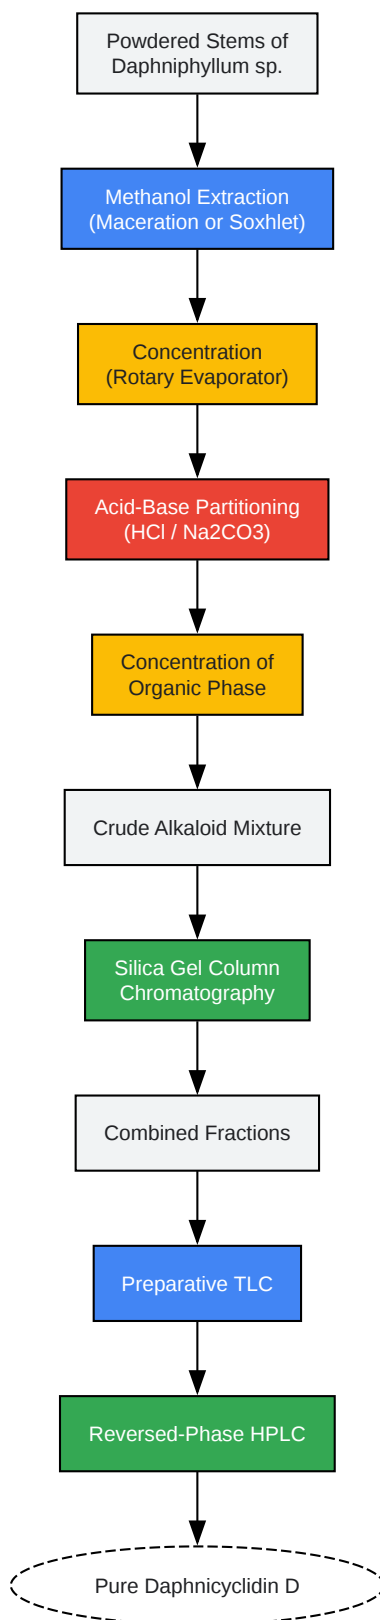 Powdered Stems of
Daphniphyllum sp.
Methanol Extraction
(Maceration or Soxhlet)
Concentration
(Rotary Evaporator)
Acid-Base Partitioning
(HCl / Na2CO3)
Concentration of
Organic Phase
Crude Alkaloid Mixture
Silica Gel Column
Chromatography
Combined Fractions
Preparative TLC
Reversed-Phase HPLC
Pure Daphnicyclidin D